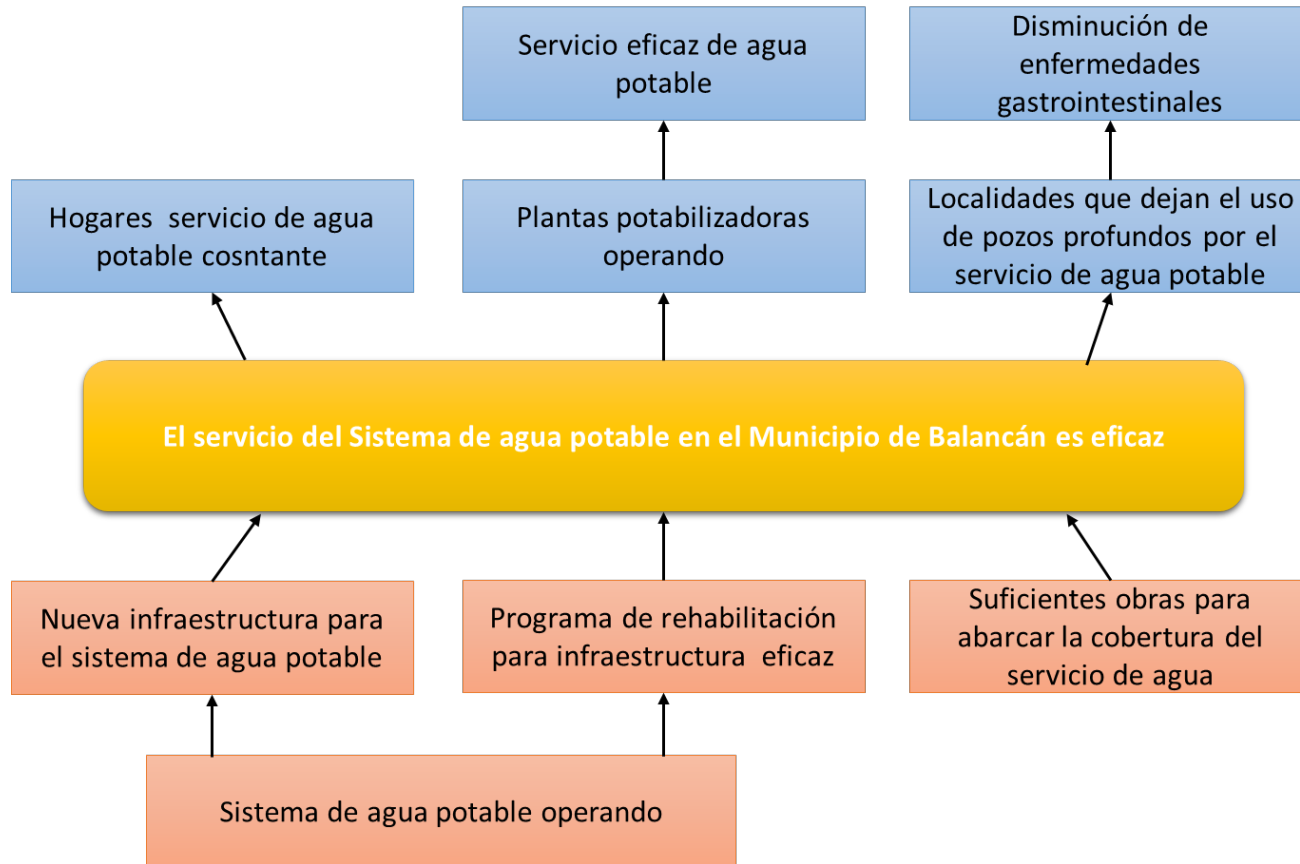 Servicio eficaz de agua
potable
Disminución de
enfermedades
gastrointestinales
Hogares servicio de agua
potable cosntante
Plantas potabilizadoras
operando
Localidades que dejan el uso
de pozos profundos por el
servicio de agua potable
El servicio del Sistema de agua potable en el Municipio de Balancán es eficaz
Nueva infraestructura para
el sistema de agua potable
Programa de rehabilitación
para infraestructura eficaz
Suficientes obras para
abarcar la cobertura del
servicio de agua
Sistema de agua potable operando